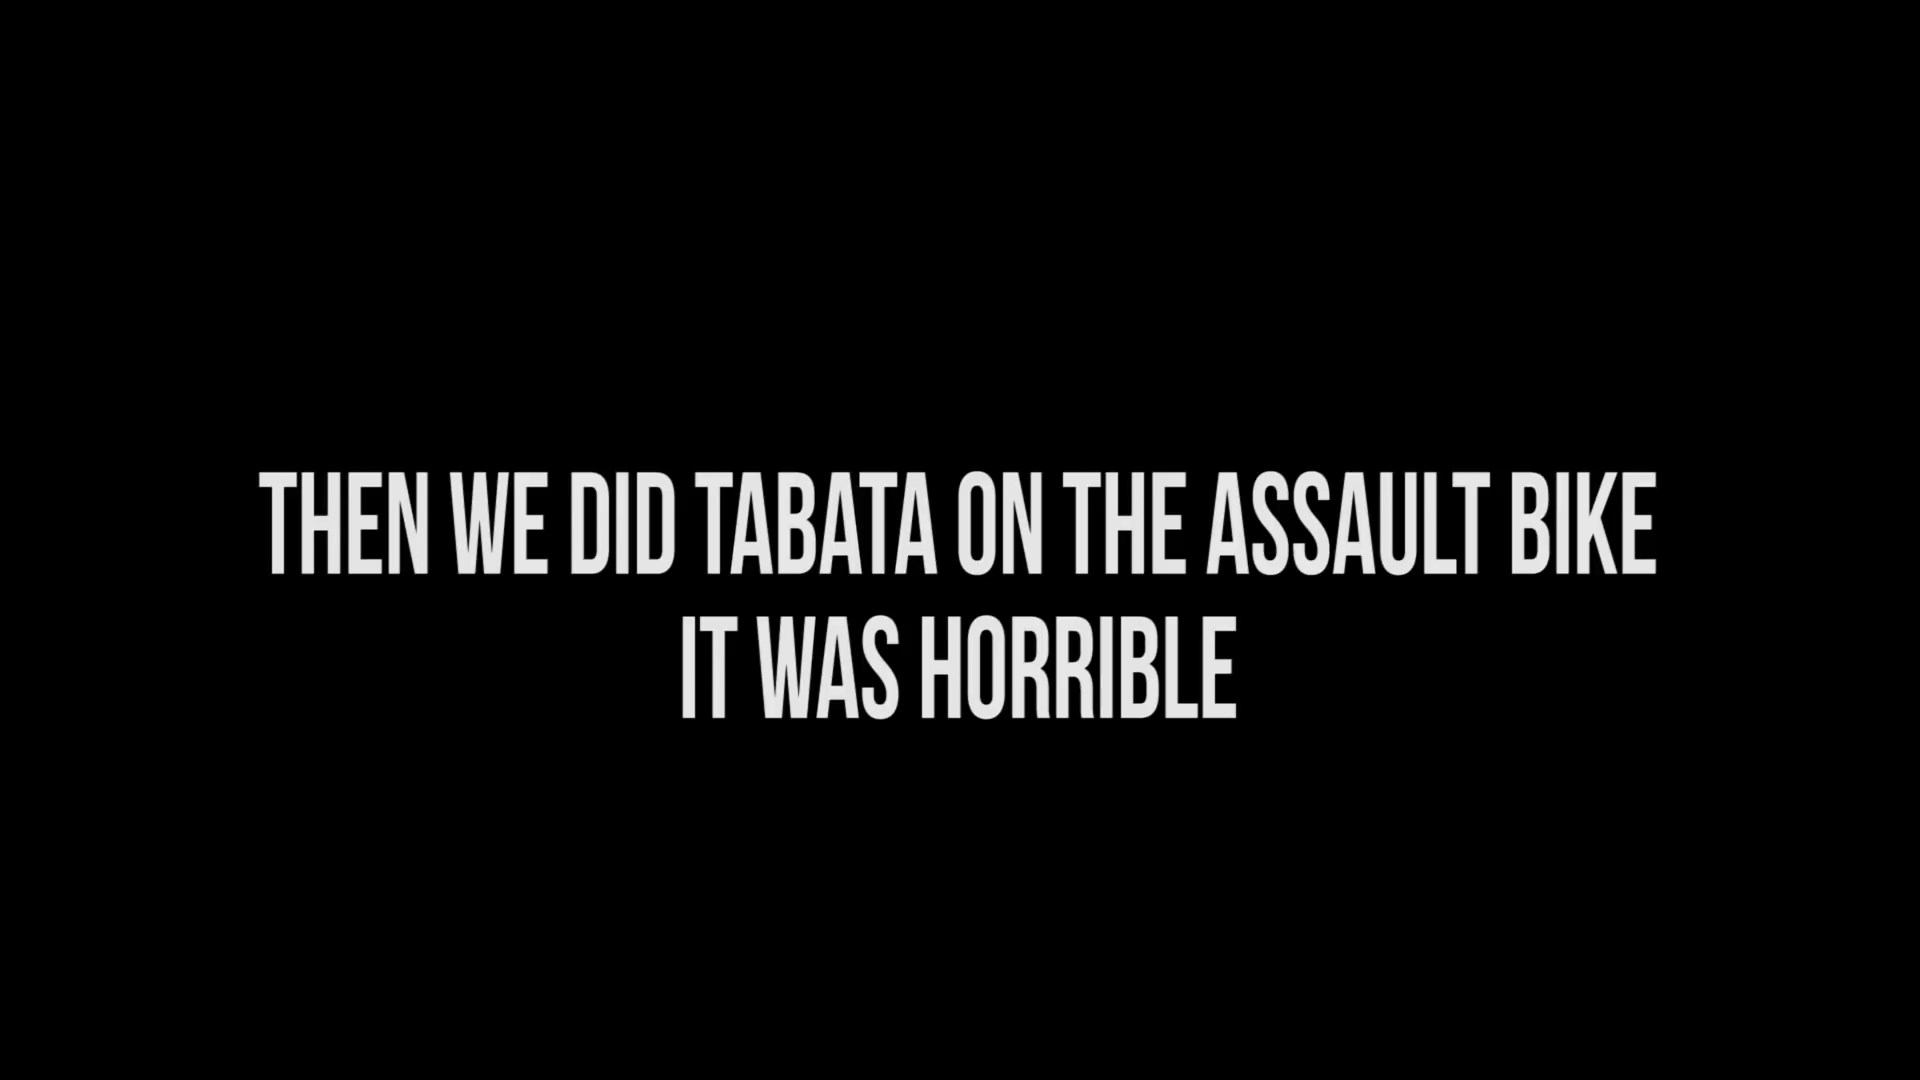 THEN WE DID TABATA ON THE ASSAULT BIKE
IT WAS HORRIBLE